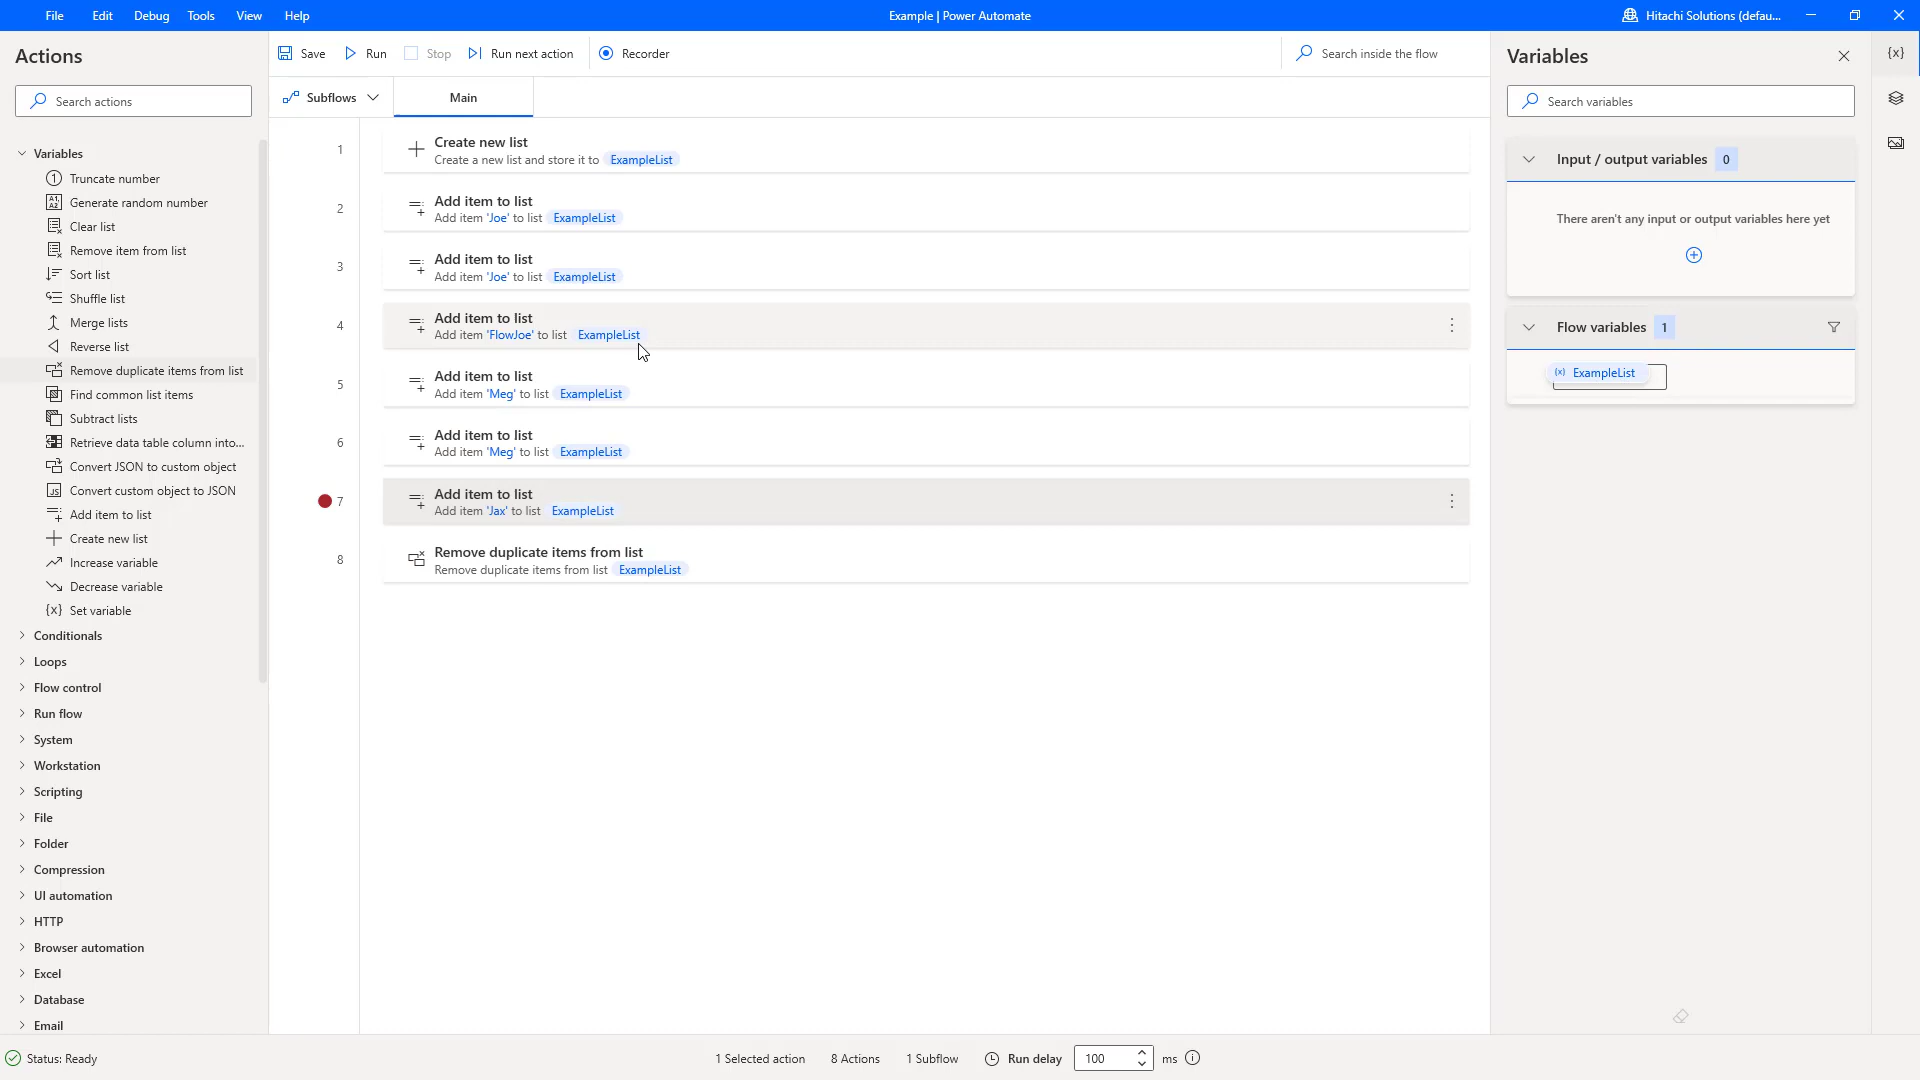 File Edit Debug Tools View Help
Example | Power Automate
Hitachi Solutions (defau...
Actions
Search actions
Variables
Truncate number
Generate random number
Clear list
Remove item from list
Sort list
Shuffle list
Merge lists
Reverse list
Remove duplicate items from list
Find common list items
Subtract lists
Retrieve data table column into...
Convert JSON to custom object
Convert custom object to JSON
Add item to list
Create new list
Increase variable
Decrease variable
{x} Set variable
Conditionals
Loops
Flow control
Run flow
System
Workstation
Scripting
File
Folder
Compression
UI automation
HTTP
Browser automation
Excel
Database
Email
Save Run Stop Run next action Recorder
Search inside the flow
Subflows Main
1 Create new list
Create a new list and store it to ExampleList
2 Add item to list
Add item 'Joe' to list ExampleList
3 Add item to list
Add item 'Joe' to list ExampleList
4 Add item to list
Add item 'FlowJoe' to list ExampleList
5 Add item to list
Add item 'Meg' to list ExampleList
6 Add item to list
Add item 'Meg' to list ExampleList
7 Add item to list
Add item 'Jax' to list ExampleList
8 Remove duplicate items from list
Remove duplicate items from list ExampleList
Variables
Search variables
Input / output variables 0
There aren't any input or output variables here yet
Flow variables 1
(x) ExampleList
{x}
Status: Ready
1 Selected action 8 Actions 1 Subflow Run delay 100 ms